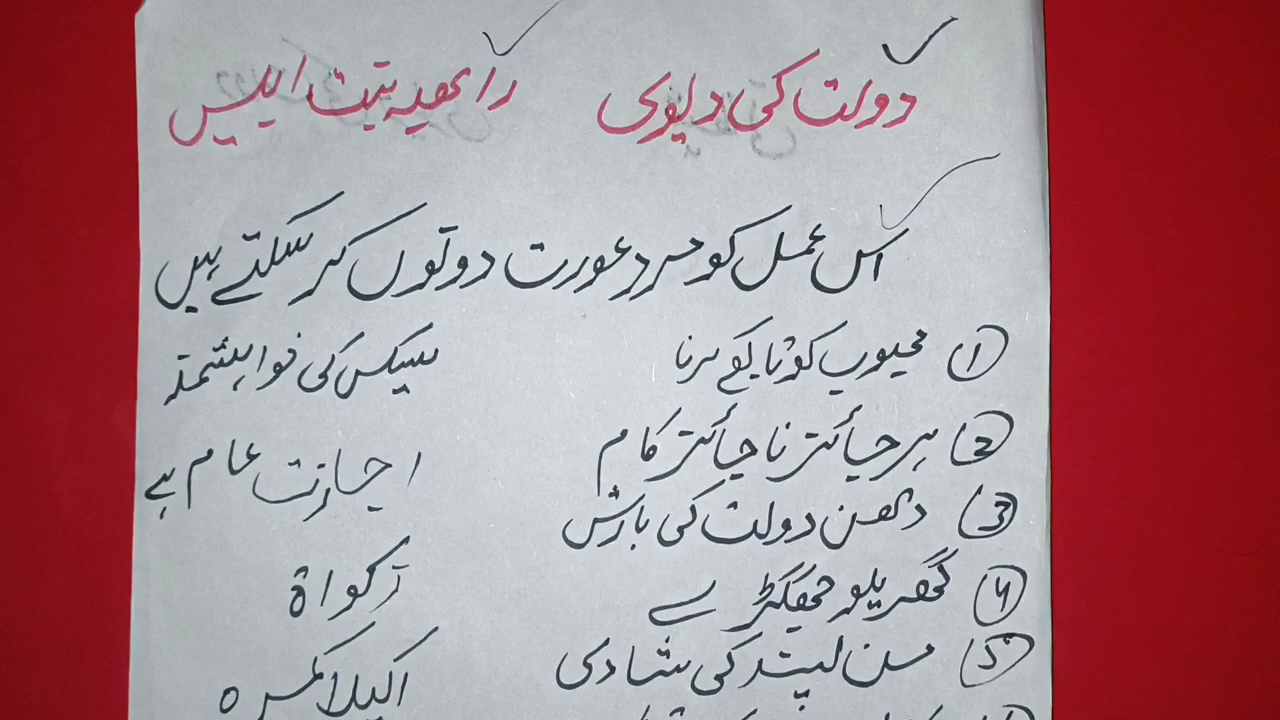 دولت کی دیوی رابھیہ بنت ابلیس
اس عمل کو مرد عورت دونوں کر سکتے ہیں
① محبوب کو تابع کرنا سیکس کی خواہشمند
② ہر جائز ناجائز کام اجازت عام ہے
③ دھن دولت کی بارش
④ گھریلو جھگڑے زکواۃ
⑤ من پسند کی شادی اکیلا کمرہ